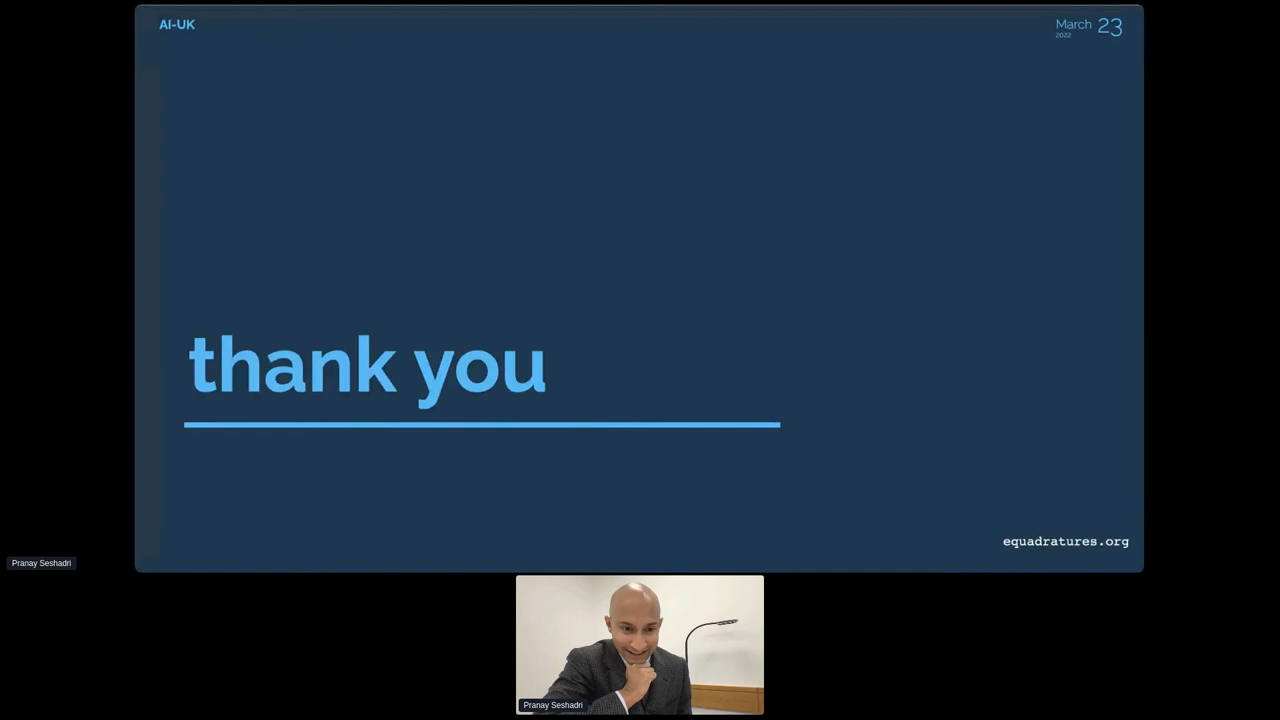 AI-UK
March 23
2022
thank you
equadratures.org
Pranay Seshadri
Pranay Seshadri